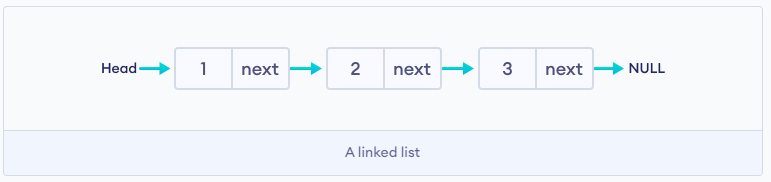 Head 1 next 2 next 3 next NULL
A linked list